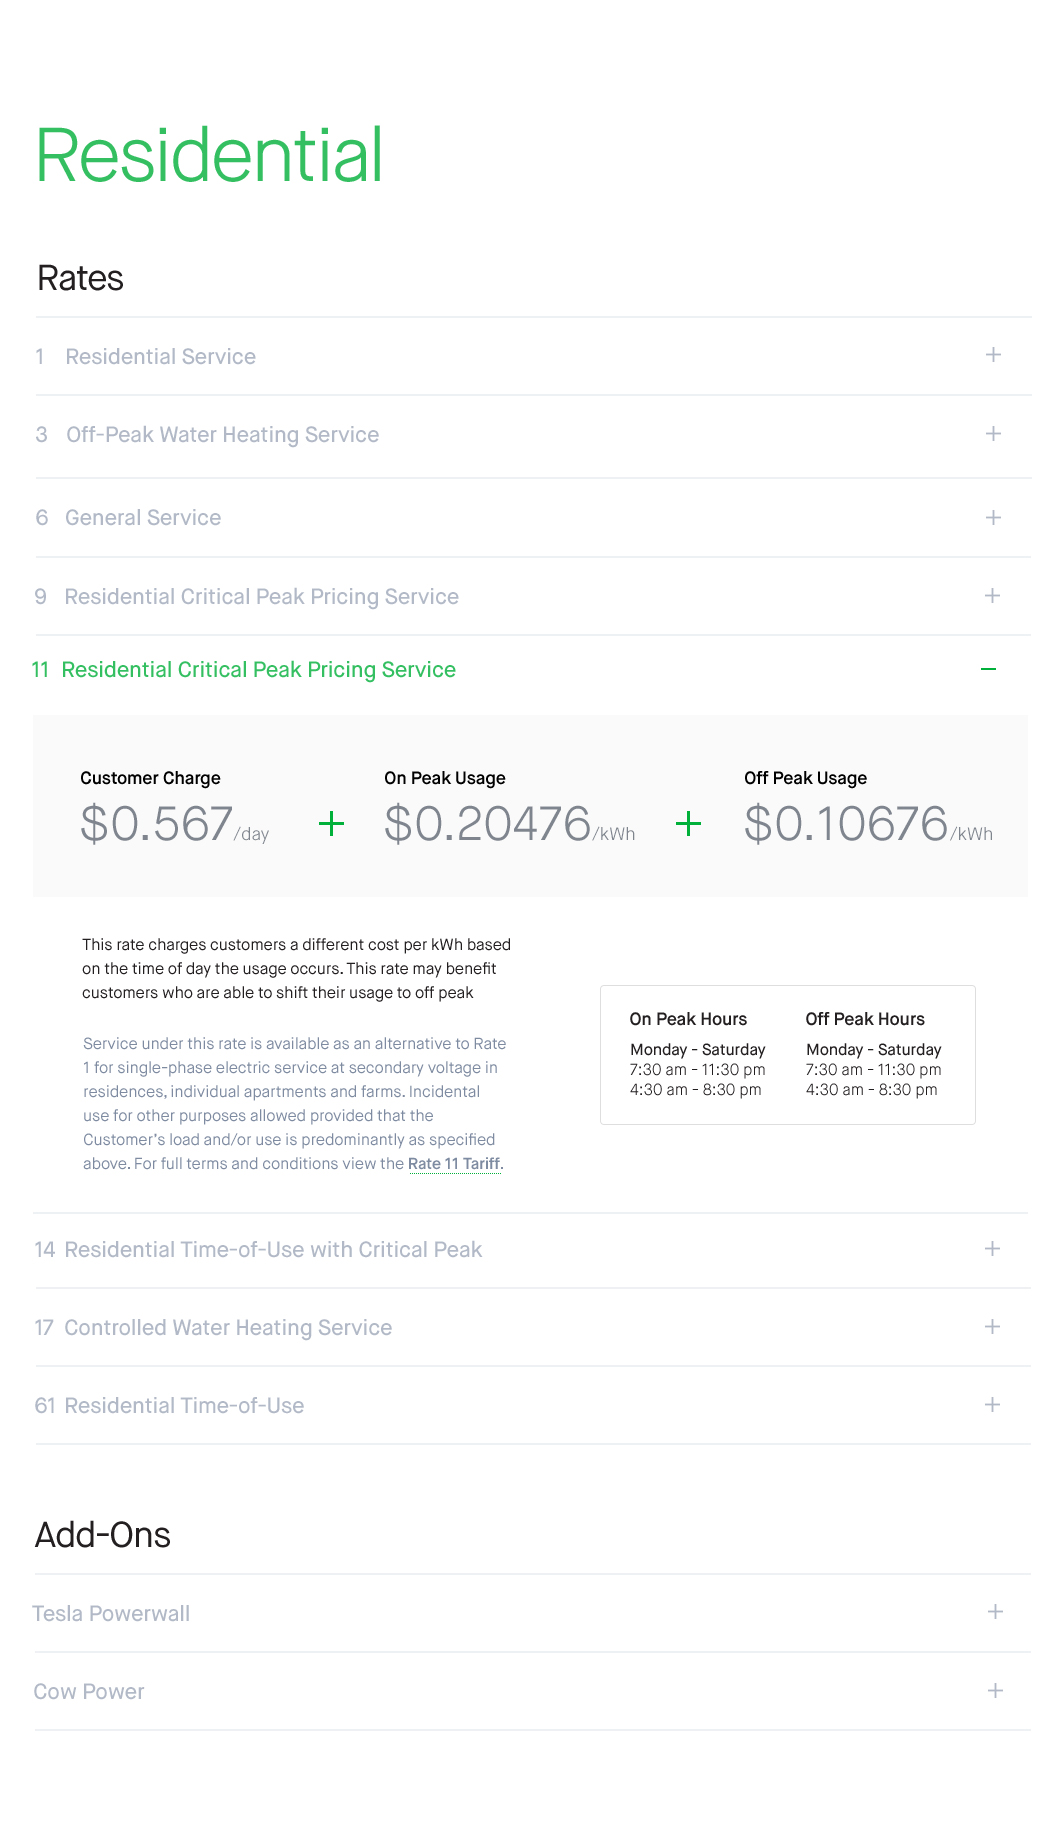 Residential
Rates
1 Residential Service +
3 Off-Peak Water Heating Service +
6 General Service +
9 Residential Critical Peak Pricing Service +
11 Residential Critical Peak Pricing Service −
Customer Charge
$0.567/day
+
On Peak Usage
$0.20476/kWh
+
Off Peak Usage
$0.10676/kWh
This rate charges customers a different cost per kWh based
on the time of day the usage occurs. This rate may benefit
customers who are able to shift their usage to off peak
Service under this rate is available as an alternative to Rate
1 for single-phase electric service at secondary voltage in
residences, individual apartments and farms. Incidental
use for other purposes allowed provided that the
Customer's load and/or use is predominantly as specified
above. For full terms and conditions view the Rate 11 Tariff.
On Peak Hours
Monday - Saturday
7:30 am - 11:30 pm
4:30 am - 8:30 pm
Off Peak Hours
Monday - Saturday
7:30 am - 11:30 pm
4:30 am - 8:30 pm
14 Residential Time-of-Use with Critical Peak +
17 Controlled Water Heating Service +
61 Residential Time-of-Use +
Add-Ons
Tesla Powerwall +
Cow Power +